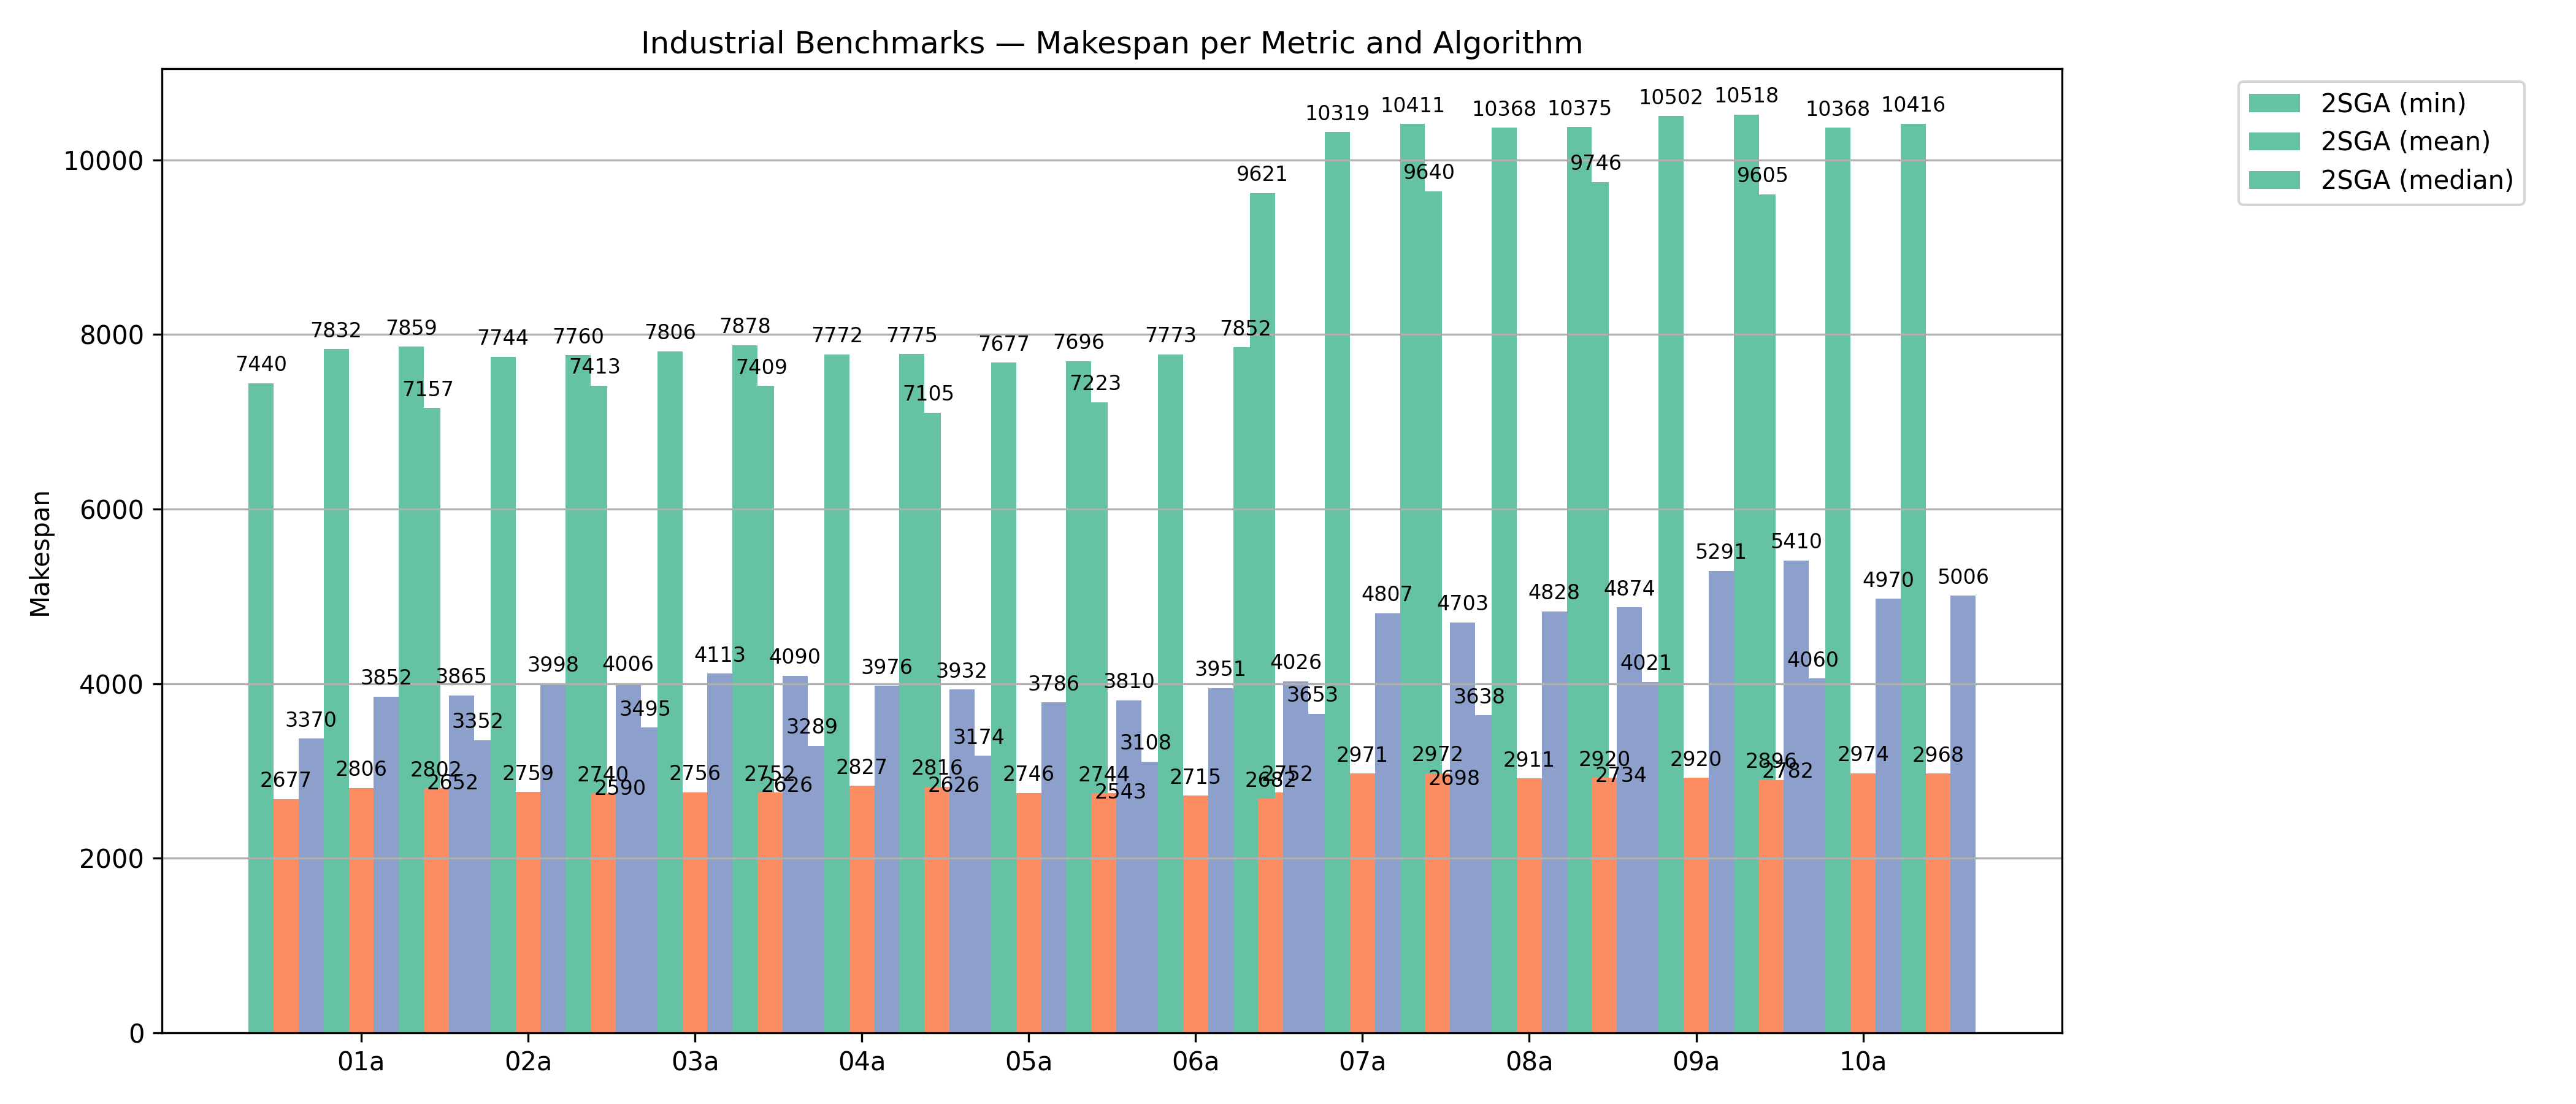 Industrial Benchmarks — Makespan per Metric and Algorithm
2SGA (min)
2SGA (mean)
2SGA (median)
Makespan
10000
8000
6000
4000
2000
0
10319 10411 10368 10375 10502 10518 10368 10416
9621 9640 9746 9605
7440 7832 7859 7744 7760 7806 7878 7772 7775 7677 7696 7773 7852
7157 7413 7409 7105 7223
4807 4703 4828 4874 5291 5410 4970 5006
3370 3852 3865 3998 4006 4113 4090 3976 3932 3786 3810 3951 4026
3352 3495 3289 3174 3108 3653 3638 4021 4060
2677 2806 2802 2759 2740 2756 2752 2827 2816 2746 2744 2715 2752 2971 2972 2911 2920 2920 2896 2974 2968
2652 2590 2626 2626 2543 2682 2698 2734 2782
01a 02a 03a 04a 05a 06a 07a 08a 09a 10a